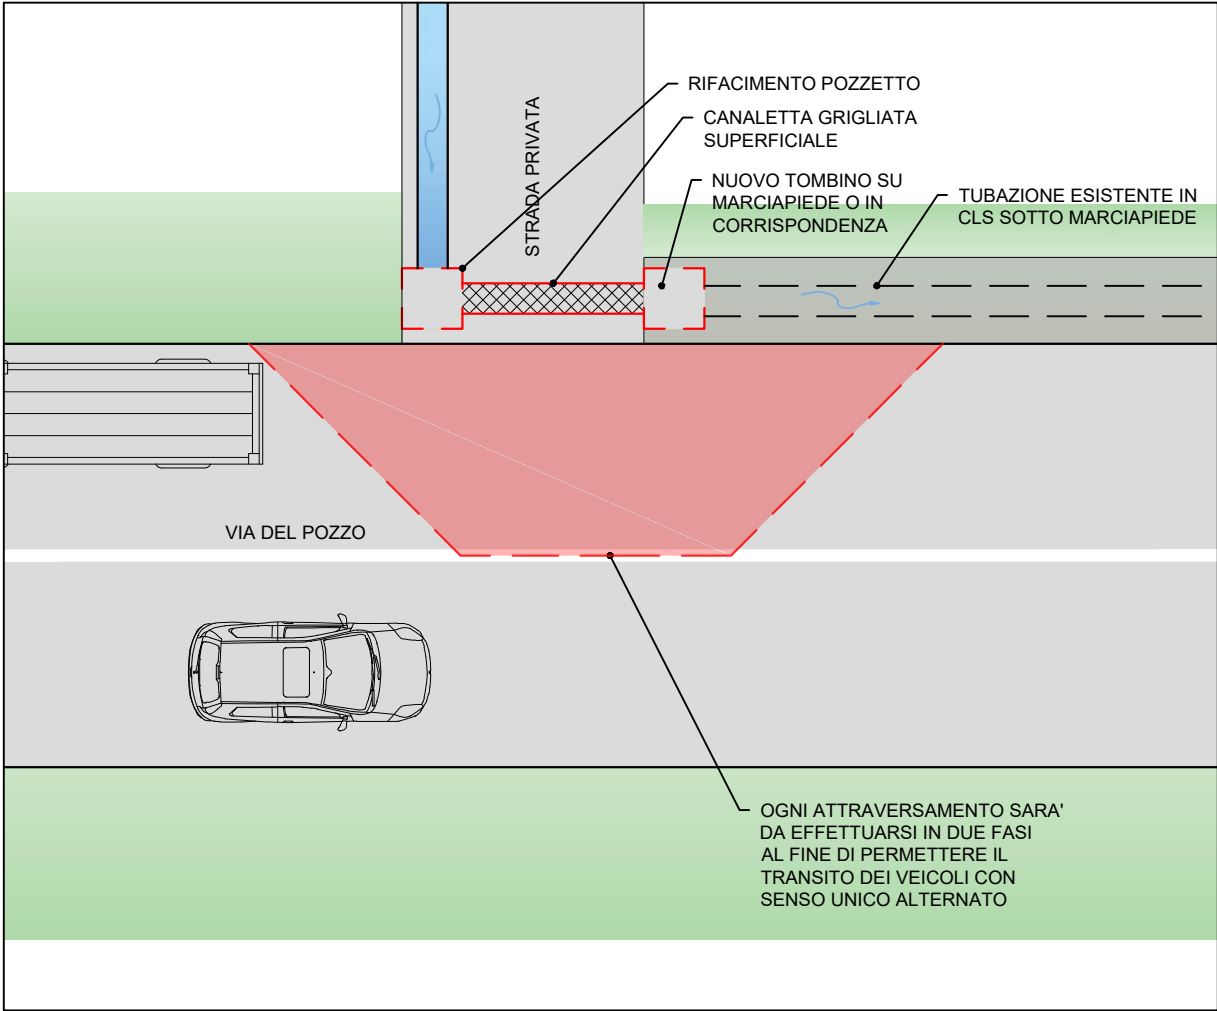 RIFACIMENTO POZZETTO
CANALETTA GRIGLIATA
SUPERFICIALE
STRADA PRIVATA
NUOVO TOMBINO SU
MARCIAPIEDE O IN
CORRISPONDENZA
TUBAZIONE ESISTENTE IN
CLS SOTTO MARCIAPIEDE
VIA DEL POZZO
OGNI ATTRAVERSAMENTO SARA'
DA EFFETTUARSI IN DUE FASI
AL FINE DI PERMETTERE IL
TRANSITO DEI VEICOLI CON
SENSO UNICO ALTERNATO